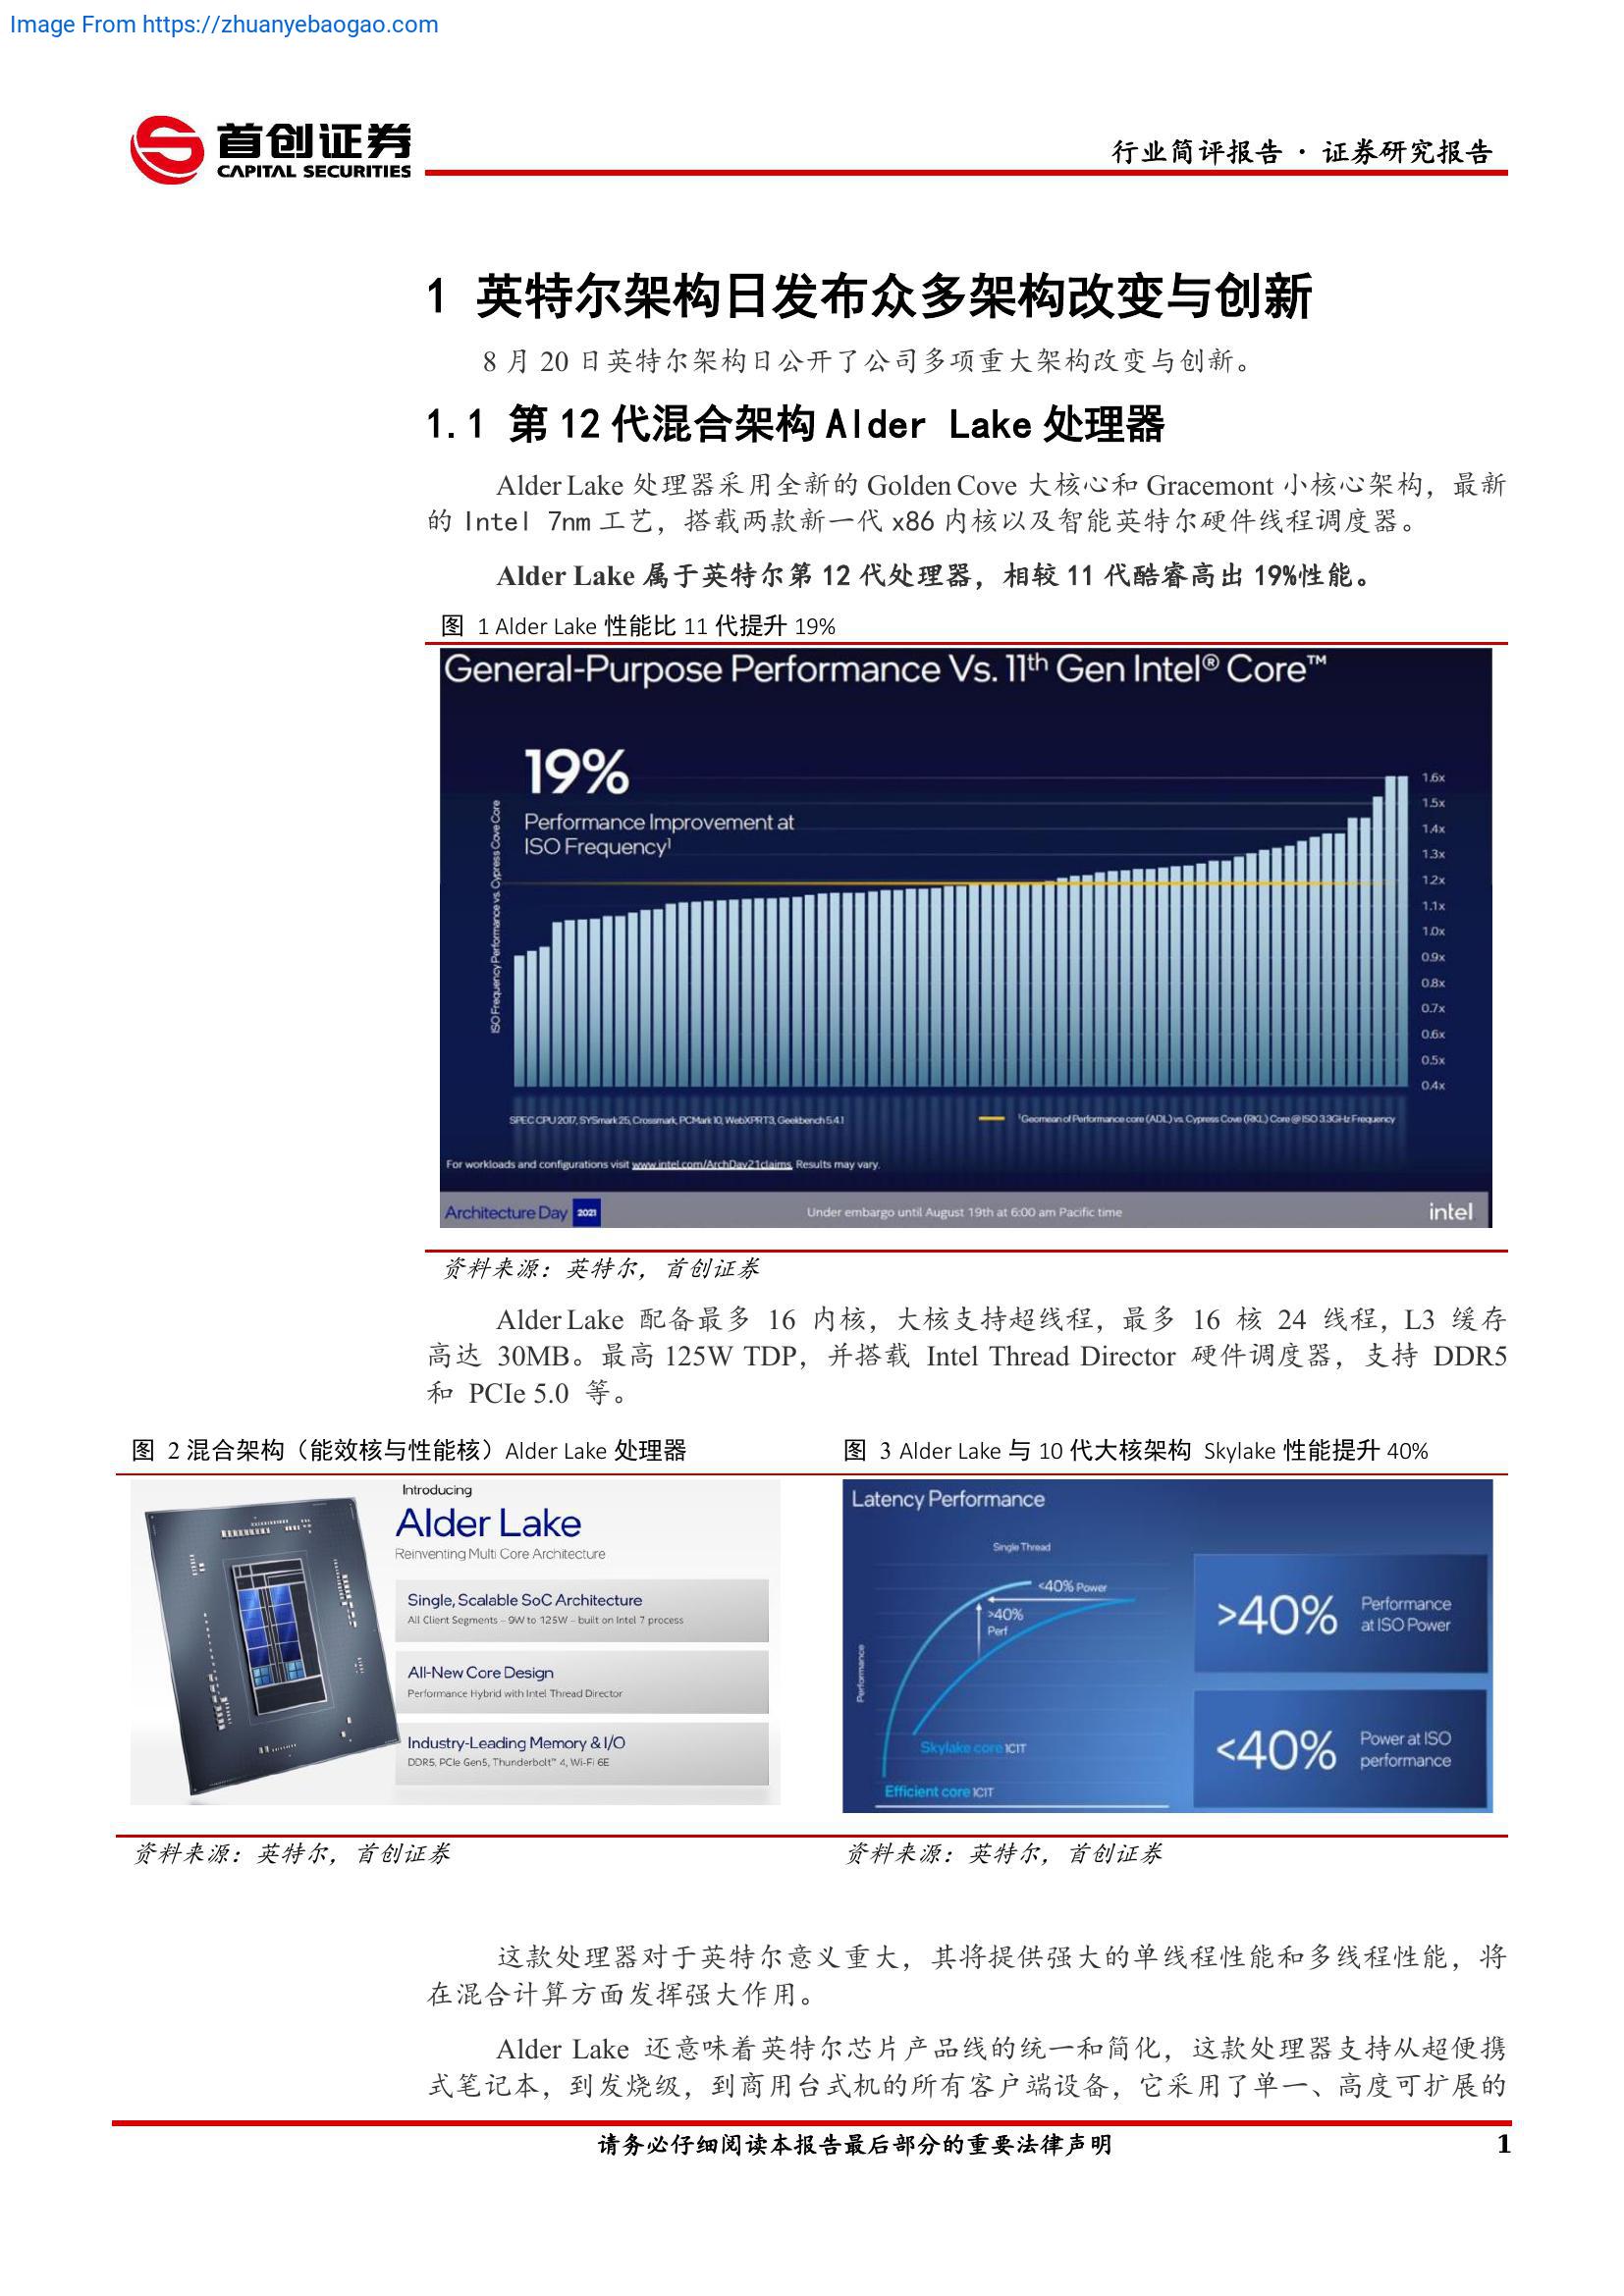 Image From https://zhuanyebaogao.com
首创证券
CAPITAL SECURITIES
行业简评报告 · 证券研究报告
1 英特尔架构日发布众多架构改变与创新
8 月 20 日英特尔架构日公开了公司多项重大架构改变与创新。
1.1 第 12 代混合架构 Alder Lake 处理器
Alder Lake 处理器采用全新的 Golden Cove 大核心和 Gracemont 小核心架构，最新
的 Intel 7nm 工艺，搭载两款新一代 x86 内核以及智能英特尔硬件线程调度器。
Alder Lake 属于英特尔第 12 代处理器，相较 11 代酷睿高出 19%性能。
图 1 Alder Lake 性能比 11 代提升 19%
General-Purpose Performance Vs. 11th Gen Intel® Core™
19%
Performance Improvement at
ISO Frequency¹
ISO Frequency Performance vs. Cypress Cove Core
1.6x
1.5x
1.4x
1.3x
1.2x
1.1x
1.0x
0.9x
0.8x
0.7x
0.6x
0.5x
0.4x
SPEC CPU 2017, SYSmark 25, Crossmark, PCMark 10, WebXPRT3, Geekbench 5.4.1
¹Geomean of Performance core (ADL) vs. Cypress Cove (RKL) Core @ ISO 3.3GHz Frequency
For workloads and configurations visit www.intel.com/ArchDay21claims. Results may vary.
Architecture Day 2021
Under embargo until August 19th at 6:00 am Pacific time
intel
资料来源：英特尔，首创证券
Alder Lake 配备最多 16 内核，大核支持超线程，最多 16 核 24 线程，L3 缓存
高达 30MB。最高 125W TDP，并搭载 Intel Thread Director 硬件调度器，支持 DDR5
和 PCIe 5.0 等。
图 2 混合架构（能效核与性能核）Alder Lake 处理器
Introducing
Alder Lake
Reinventing Multi Core Architecture
Single, Scalable SoC Architecture
All Client Segments – 9W to 125W – built on Intel 7 process
All-New Core Design
Performance Hybrid with Intel Thread Director
Industry-Leading Memory & I/O
DDR5, PCIe Gen5, Thunderbolt™ 4, Wi-Fi 6E
资料来源：英特尔，首创证券
图 3 Alder Lake 与 10 代大核架构 Skylake 性能提升 40%
Latency Performance
Single Thread
<40% Power
>40%
Perf
Performance
Skylake core 1C1T
Efficient core 1C1T
>40%
Performance
at ISO Power
<40%
Power at ISO
performance
资料来源：英特尔，首创证券
这款处理器对于英特尔意义重大，其将提供强大的单线程性能和多线程性能，将
在混合计算方面发挥强大作用。
Alder Lake 还意味着英特尔芯片产品线的统一和简化，这款处理器支持从超便携
式笔记本，到发烧级，到商用台式机的所有客户端设备，它采用了单一、高度可扩展的
请务必仔细阅读本报告最后部分的重要法律声明
1